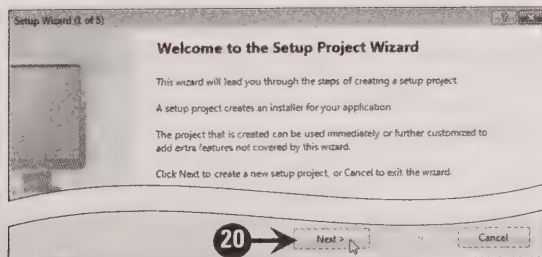 Setup Wizard (1 of 5)
Welcome to the Setup Project Wizard
This wizard will lead you through the steps of creating a setup project
A setup project creates an installer for your application
The project that is created can be used immediately or further customized to
add extra features not covered by this wizard.
Click Next to create a new setup project, or Cancel to exit the wizard.
20
Next >
Cancel